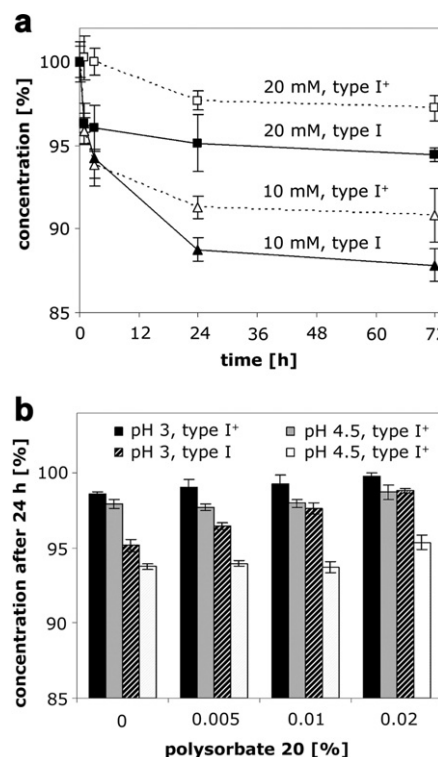 a
concentration [%]
100
95
90
85
20 mM, type I⁺
20 mM, type I
10 mM, type I⁺
10 mM, type I
0 12 24 36 48 60 72
time [h]
b
concentration after 24 h [%]
pH 3, type I⁺ pH 4.5, type I⁺
pH 3, type I pH 4.5, type I⁺
100
95
90
85
0 0.005 0.01 0.02
polysorbate 20 [%]